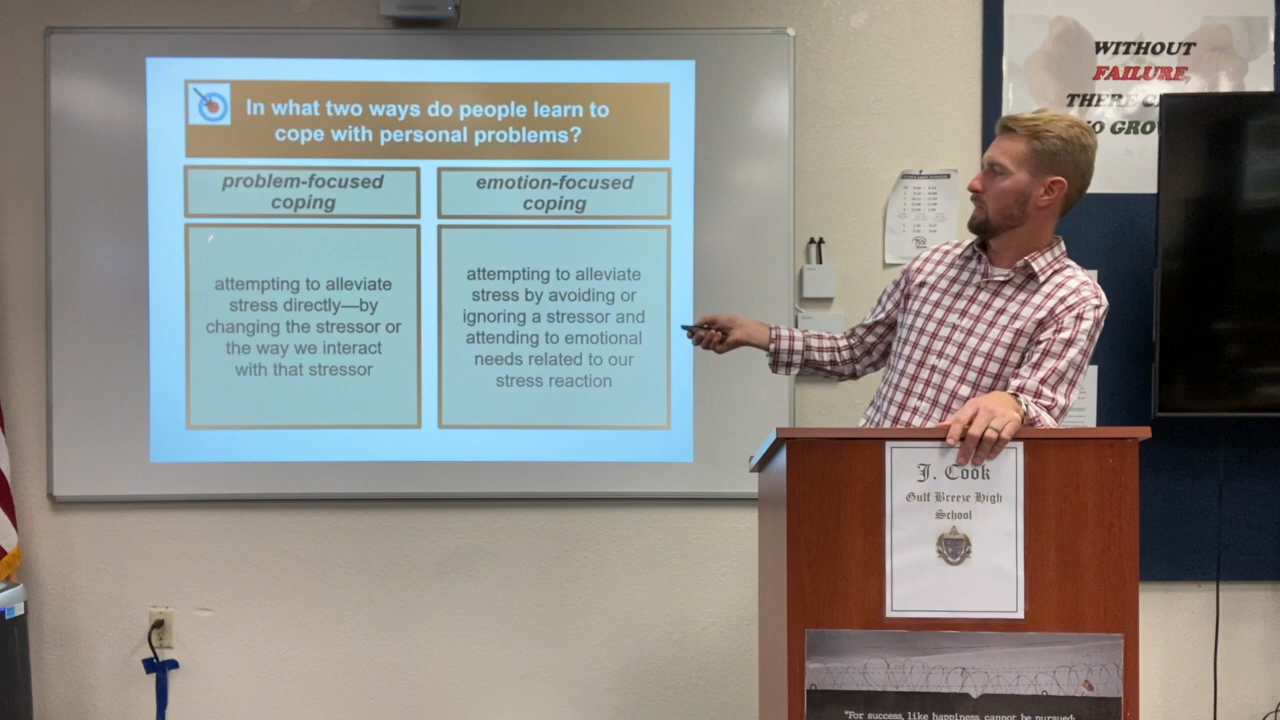 In what two ways do people learn to
cope with personal problems?
problem-focused
coping
emotion-focused
coping
attempting to alleviate
stress directly—by
changing the stressor or
the way we interact
with that stressor
attempting to alleviate
stress by avoiding or
ignoring a stressor and
attending to emotional
needs related to our
stress reaction
WITHOUT
FAILURE,
THERE
GRO
J. Cook
Gulf Breeze High
School
"For success, like happiness, cannot be pursued;